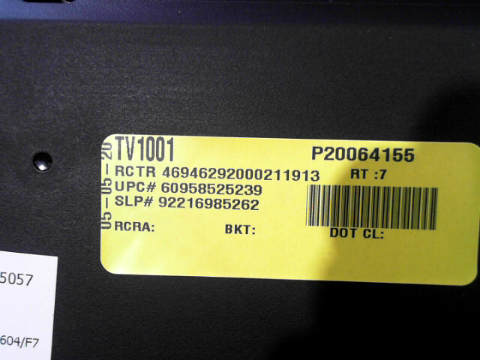 TV1001 P20064155
RCTR 46946292000211913 RT :7
UPC# 60958525239
SLP# 92216985262
RCRA: BKT: DOT CL:
05-05-20
5057
604/F7